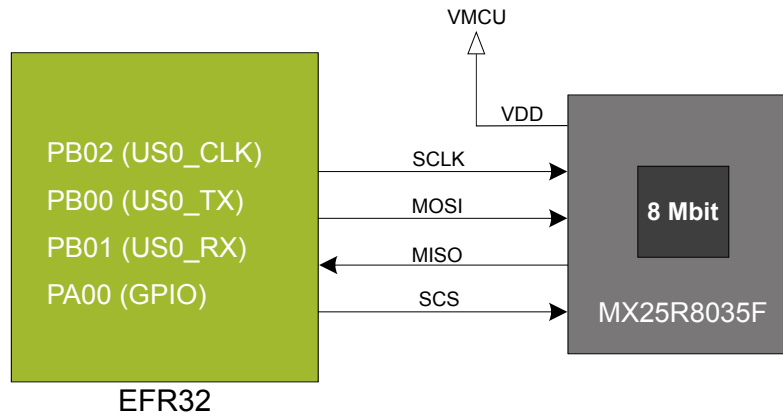 VMCU
VDD
PB02 (US0_CLK)
SCLK
PB00 (US0_TX)
MOSI
8 Mbit
PB01 (US0_RX)
MISO
PA00 (GPIO)
SCS
MX25R8035F
EFR32